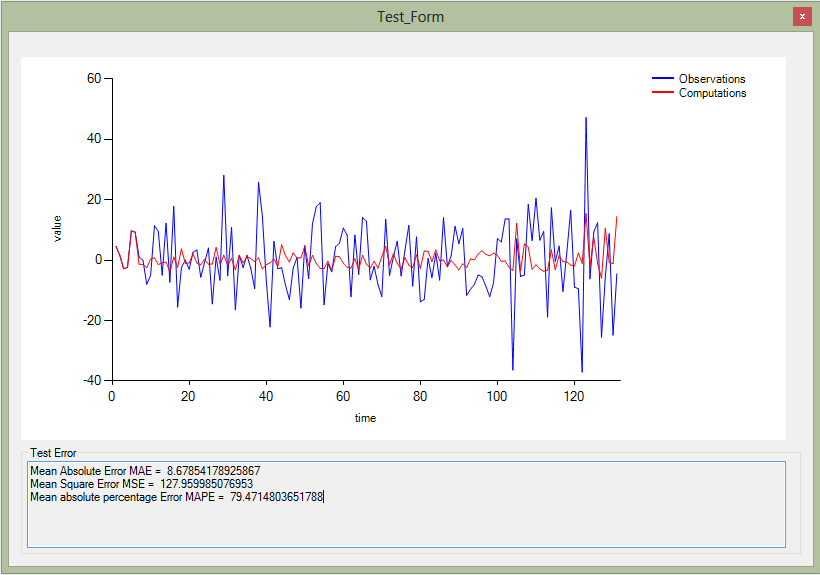 Test_Form
x
60
40
20
0
-20
-40
value
0
20
40
60
80
100
120
time
Observations
Computations
Test Error
Mean Absolute Error MAE = 8.67854178925867
Mean Square Error MSE = 127.959985076953
Mean absolute percentage Error MAPE = 79.4714803651788